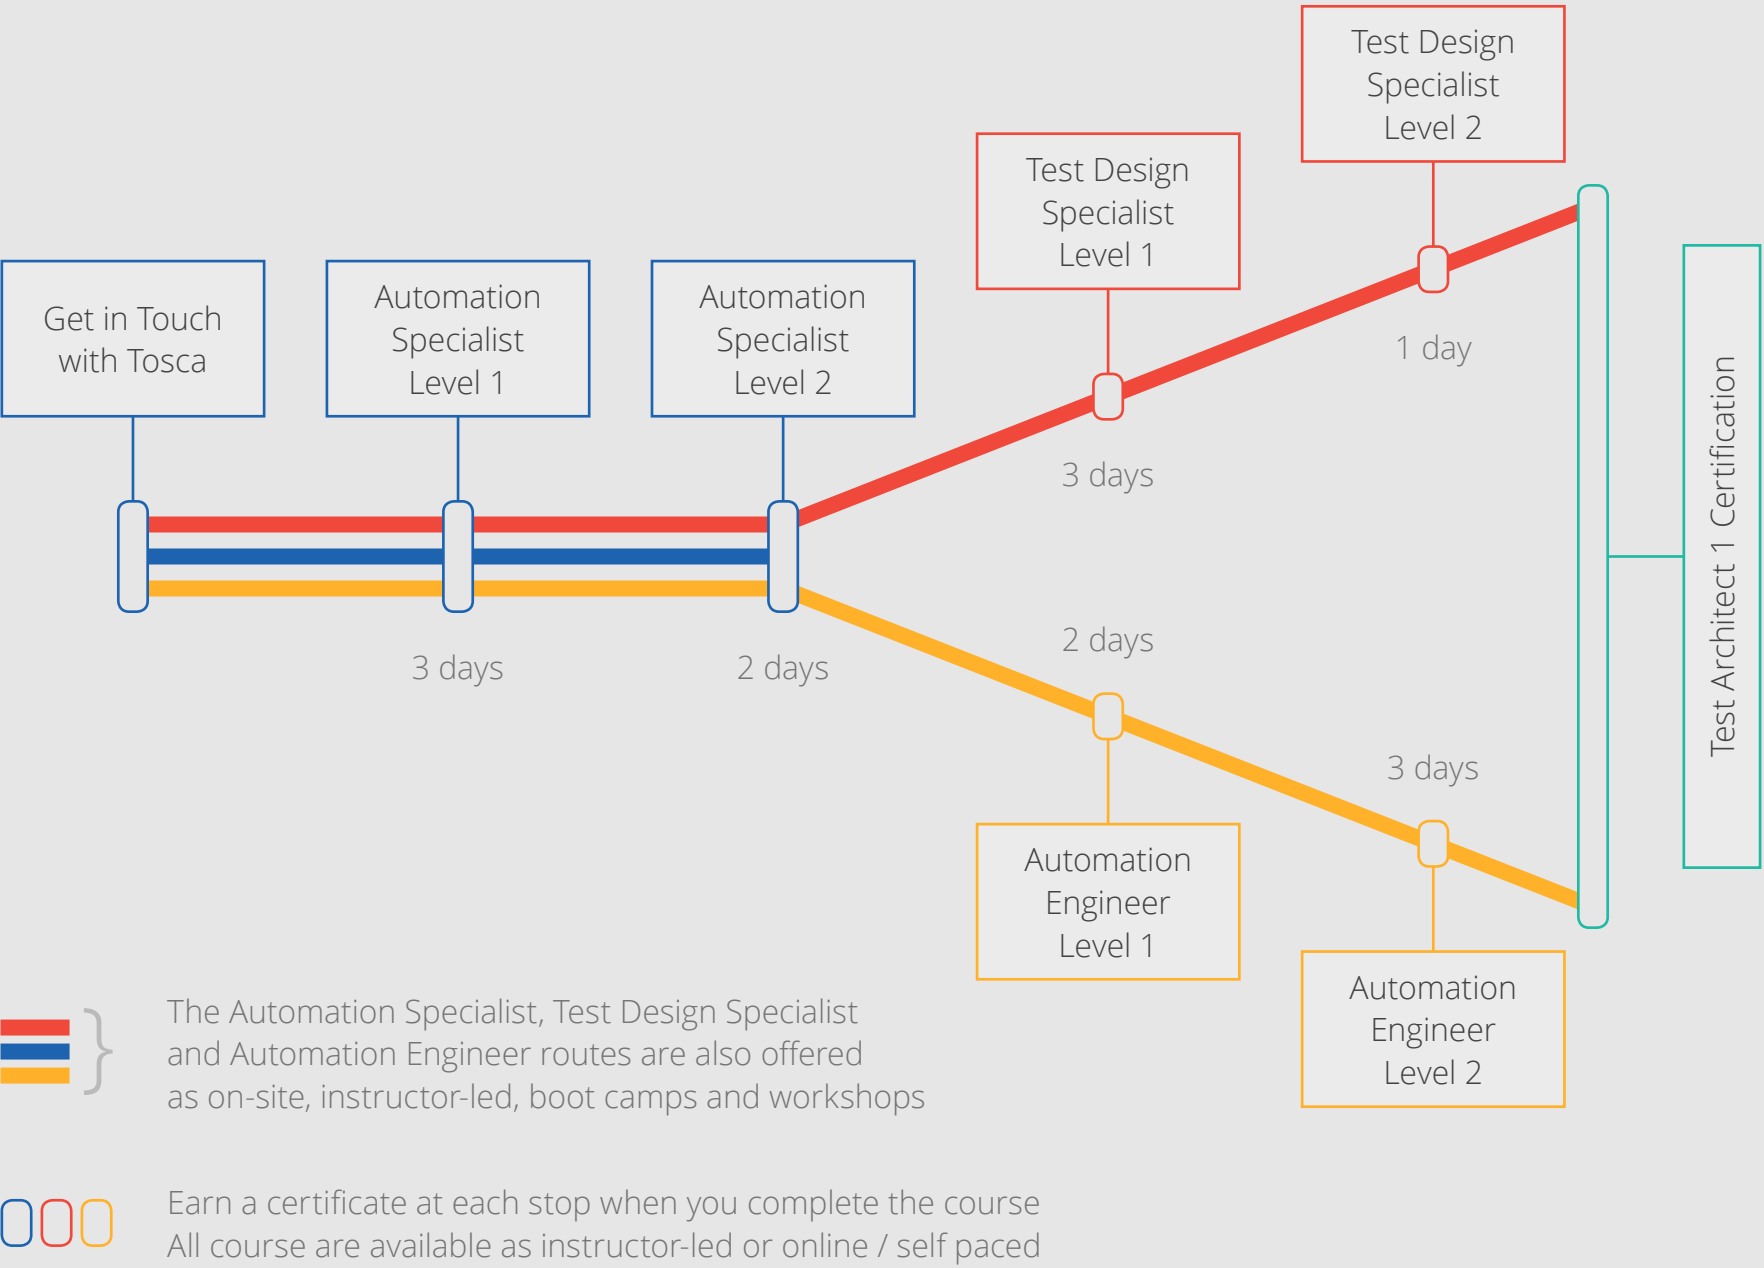 Test Design
Specialist
Level 2
Test Design
Specialist
Level 1
1 day
Get in Touch
with Tosca
Automation
Specialist
Level 1
Automation
Specialist
Level 2
3 days
3 days
2 days
2 days
3 days
Automation
Engineer
Level 1
Automation
Engineer
Level 2
Test Architect 1 Certification
The Automation Specialist, Test Design Specialist
and Automation Engineer routes are also offered
as on-site, instructor-led, boot camps and workshops
Earn a certificate at each stop when you complete the course
All course are available as instructor-led or online / self paced